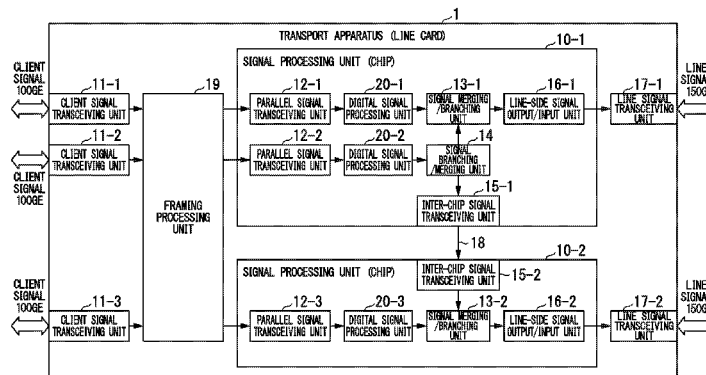 1
TRANSPORT APPARATUS (LINE CARD)
10-1
SIGNAL PROCESSING UNIT (CHIP)
CLIENT
SIGNAL
100GE
11-1
CLIENT SIGNAL
TRANSCEIVING UNIT
19
12-1
PARALLEL SIGNAL
TRANSCEIVING UNIT
20-1
DIGITAL SIGNAL
PROCESSING UNIT
13-1
SIGNAL MERGING
/BRANCHING
UNIT
16-1
LINE-SIDE SIGNAL
OUTPUT/INPUT UNIT
17-1
LINE SIGNAL
TRANSCEIVING
UNIT
LINE
SIGNAL
150GE
11-2
CLIENT SIGNAL
TRANSCEIVING UNIT
CLIENT
SIGNAL
100GE
12-2
PARALLEL SIGNAL
TRANSCEIVING UNIT
20-2
DIGITAL SIGNAL
PROCESSING UNIT
14
SIGNAL
BRANCHING
/MERGING UNIT
FRAMING
PROCESSING
UNIT
15-1
INTER-CHIP SIGNAL
TRANSCEIVING UNIT
18
10-2
SIGNAL PROCESSING UNIT (CHIP)
INTER-CHIP SIGNAL
TRANSCEIVING UNIT
15-2
CLIENT
SIGNAL
100GE
11-3
CLIENT SIGNAL
TRANSCEIVING UNIT
12-3
PARALLEL SIGNAL
TRANSCEIVING UNIT
20-3
DIGITAL SIGNAL
PROCESSING UNIT
13-2
SIGNAL MERGING
/BRANCHING
UNIT
16-2
LINE-SIDE SIGNAL
OUTPUT/INPUT UNIT
17-2
LINE SIGNAL
TRANSCEIVING
UNIT
LINE
SIGNAL
150GE